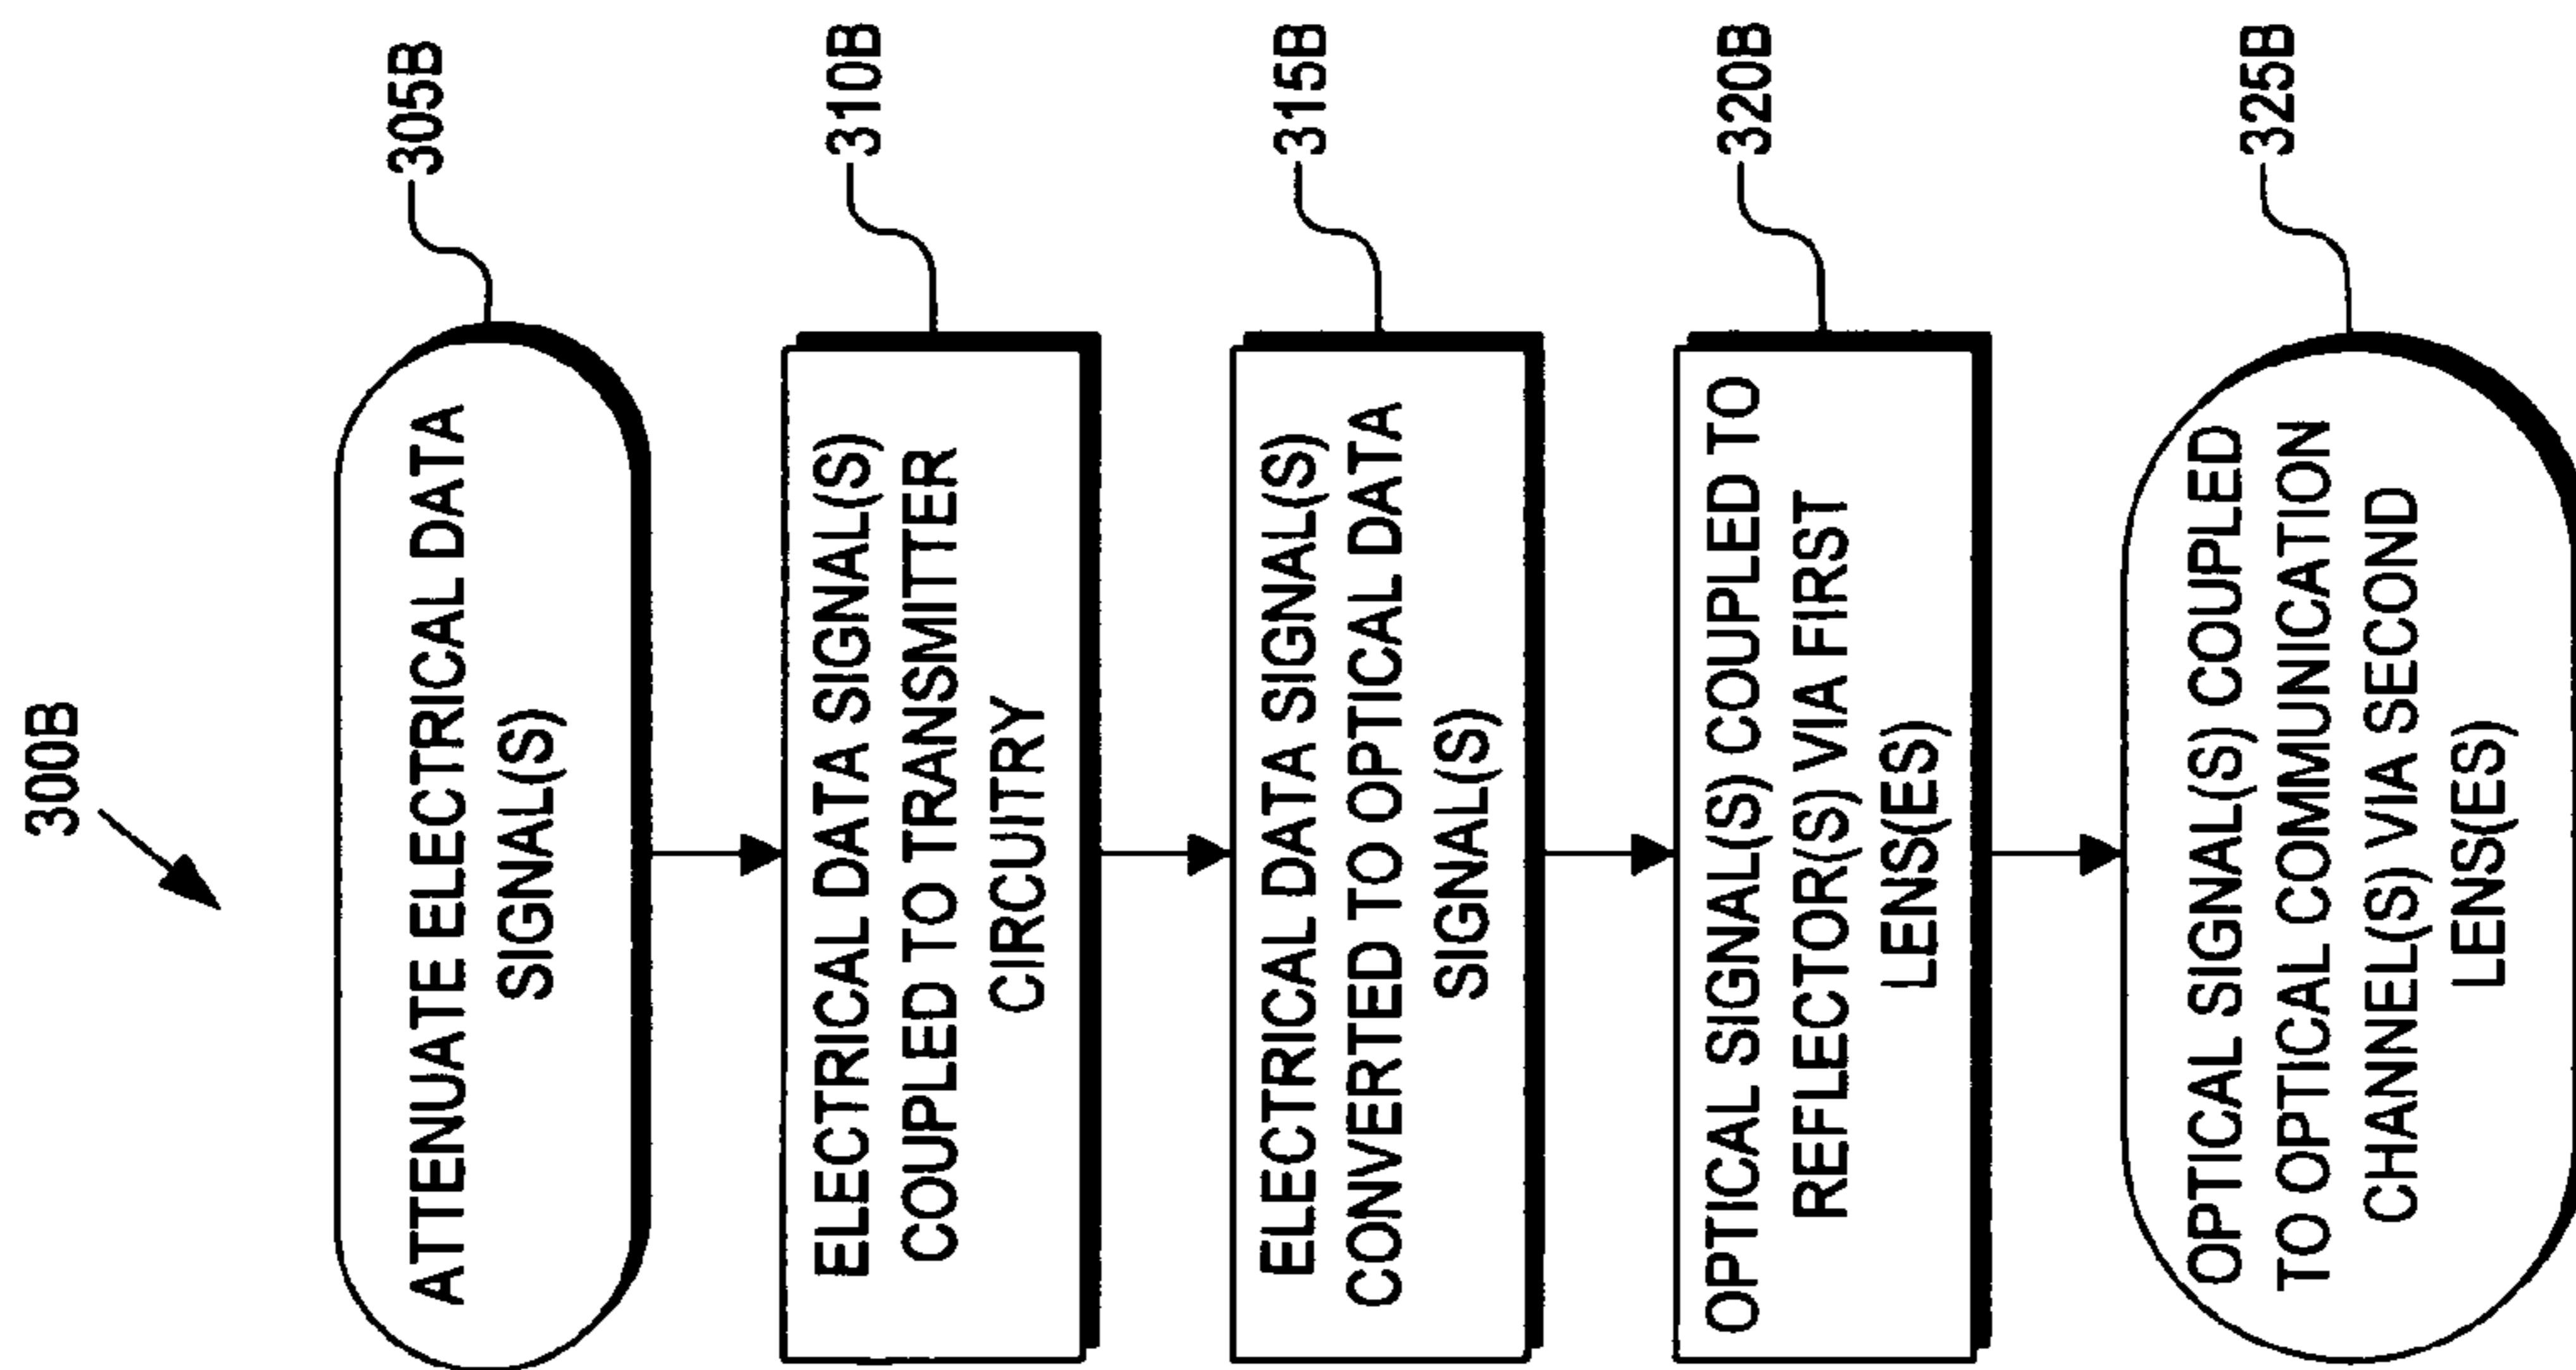 300B
ATTENUATE ELECTRICAL DATA
SIGNAL(S)
305B
ELECTRICAL DATA SIGNAL(S)
COUPLED TO TRANSMITTER
CIRCUITRY
310B
ELECTRICAL DATA SIGNAL(S)
CONVERTED TO OPTICAL DATA
SIGNAL(S)
315B
OPTICAL SIGNAL(S) COUPLED TO
REFLECTOR(S) VIA FIRST
LENS(ES)
320B
OPTICAL SIGNAL(S) COUPLED
TO OPTICAL COMMUNICATION
CHANNEL(S) VIA SECOND
LENS(ES)
325B